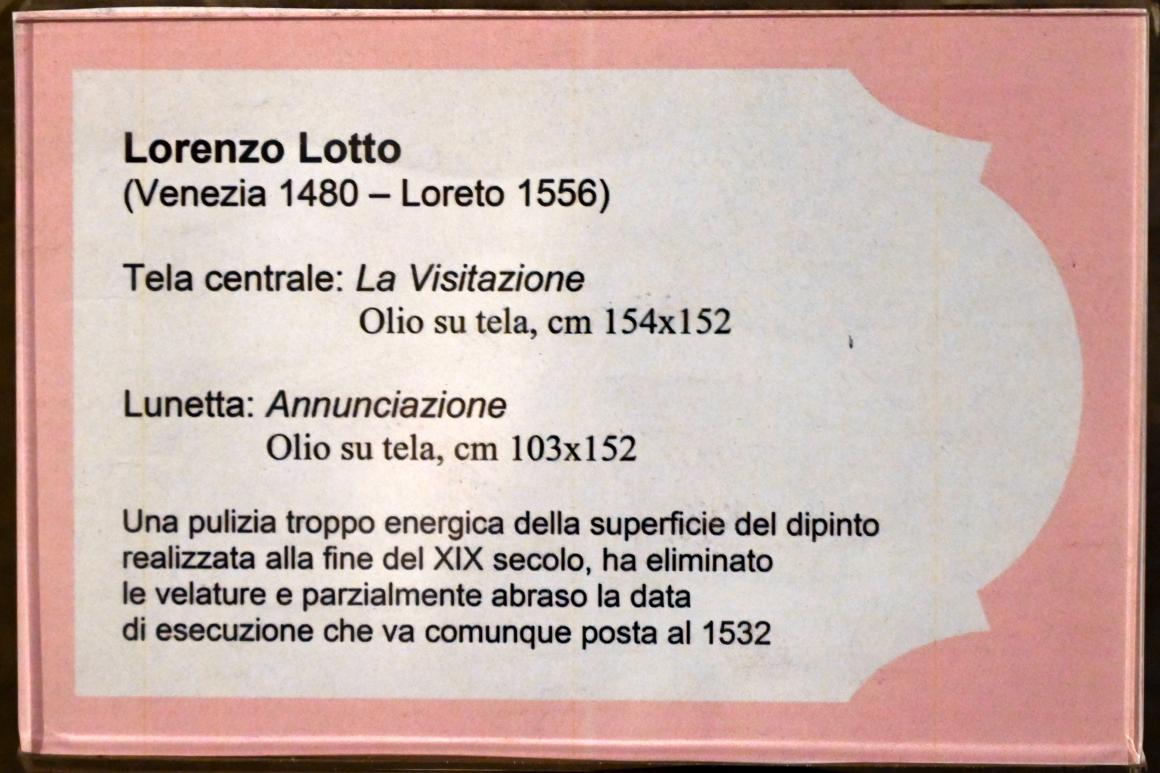 Lorenzo Lotto
(Venezia 1480 – Loreto 1556)
Tela centrale: La Visitazione
Olio su tela, cm 154x152
Lunetta: Annunciazione
Olio su tela, cm 103x152
Una pulizia troppo energica della superficie del dipinto
realizzata alla fine del XIX secolo, ha eliminato
le velature e parzialmente abraso la data
di esecuzione che va comunque posta al 1532